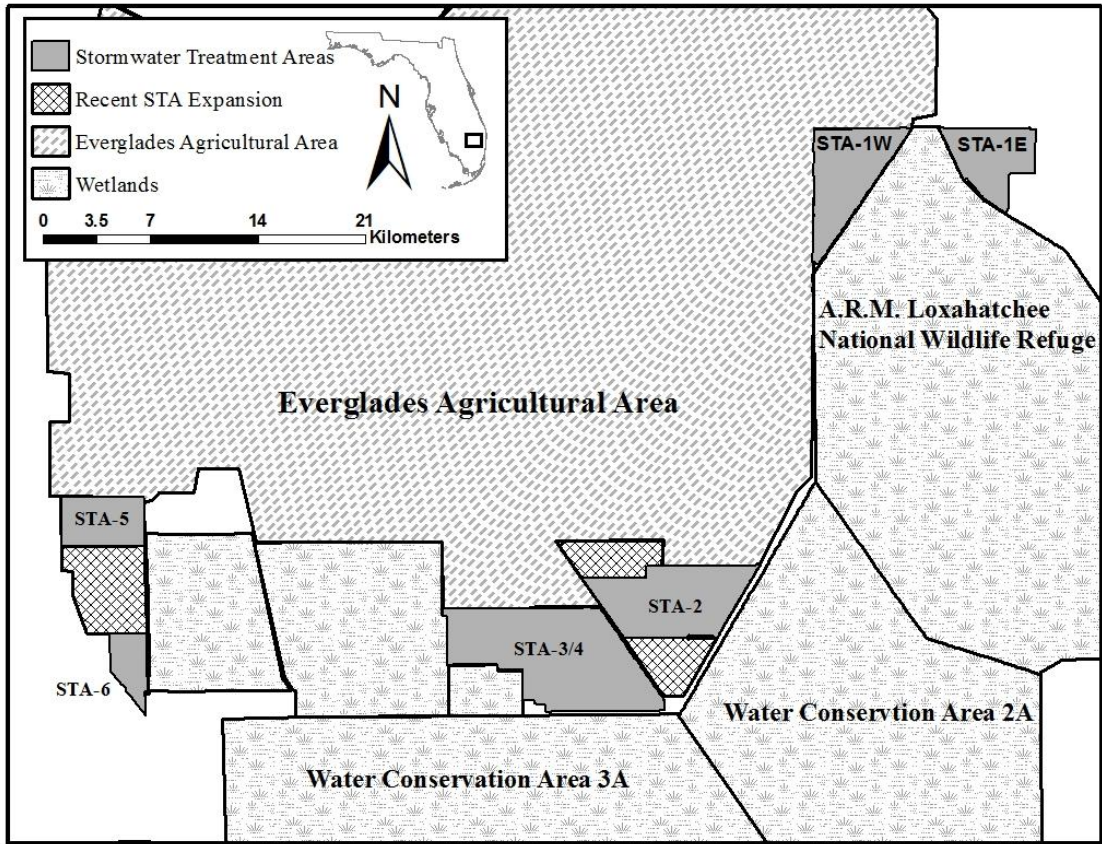 Stormwater Treatment Areas
Recent STA Expansion
Everglades Agricultural Area
Wetlands
N
0 3.5 7 14 21
Kilometers
STA-1W
STA-1E
A.R.M. Loxahatchee
National Wildlife Refuge
Everglades Agricultural Area
STA-5
STA-2
STA-3/4
STA-6
Water Conservtion Area 2A
Water Conservation Area 3A